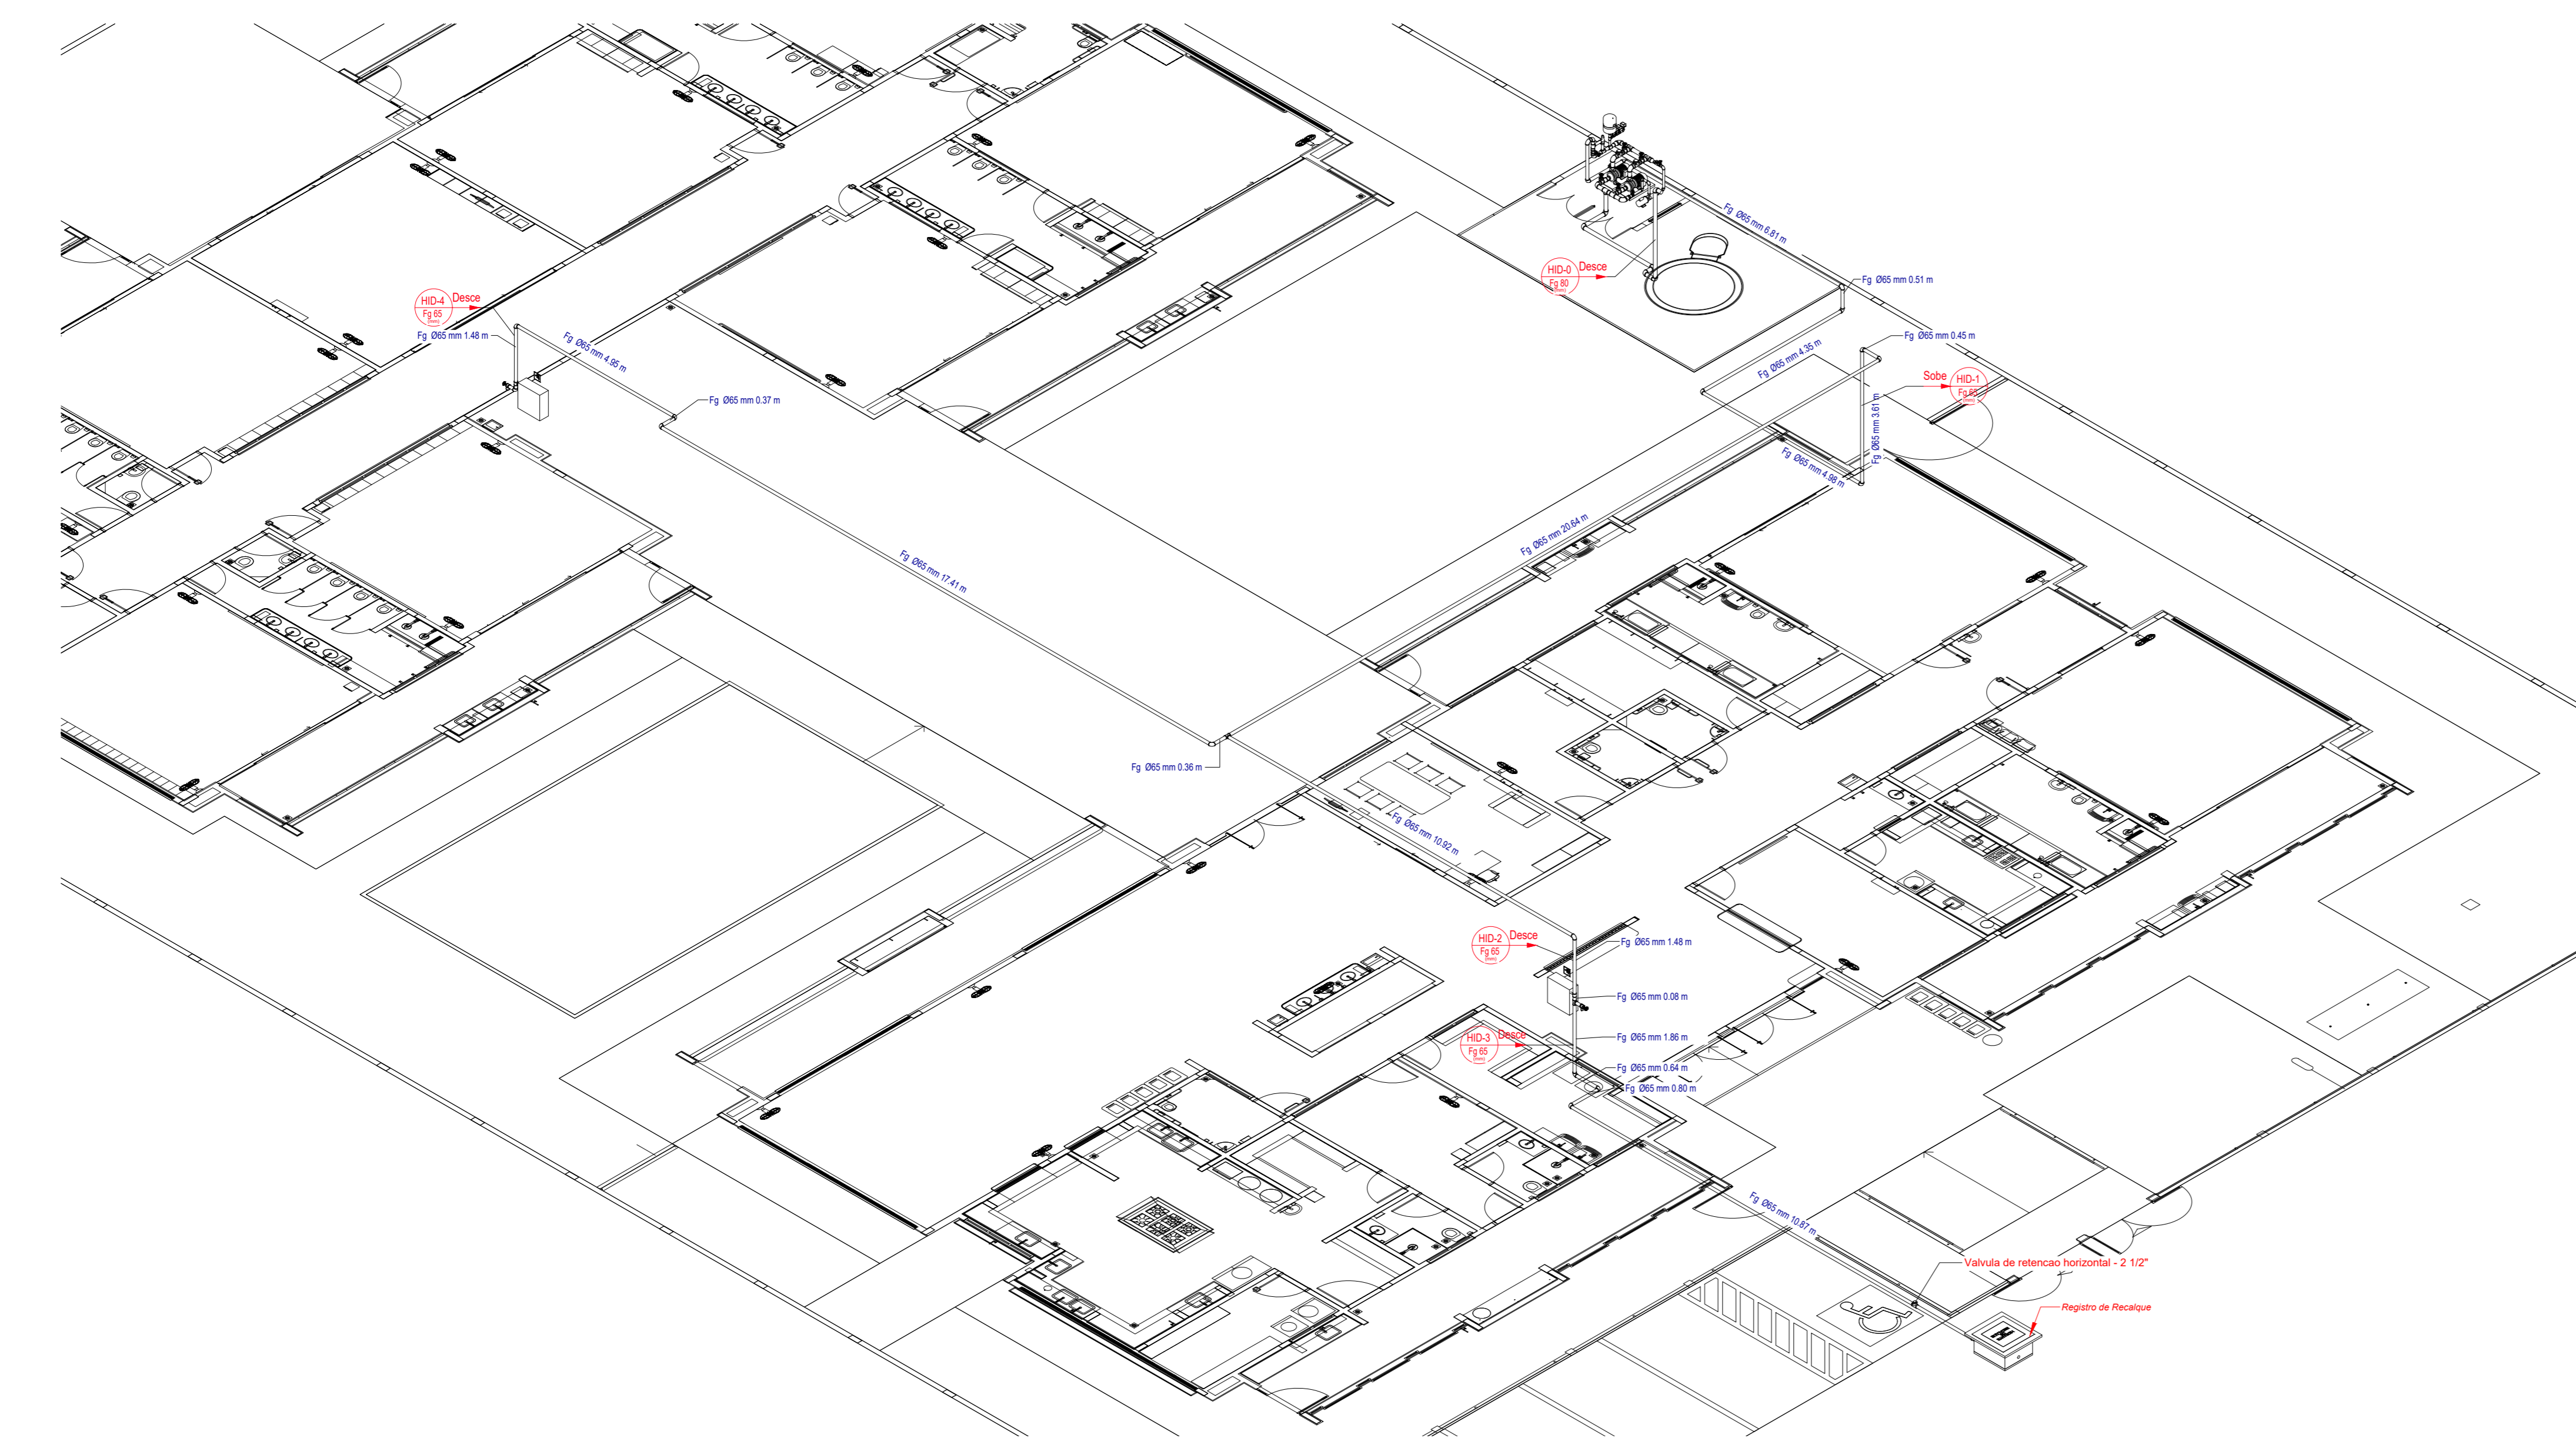 Fg Ø65 mm 6.81 m
HID-0 Desce
Fg 80
(mm)
Fg Ø65 mm 0.51 m
HID-4 Desce
Fg 65
(mm)
Fg Ø65 mm 1.48 m
Fg Ø65 mm 4.95 m
Fg Ø65 mm 0.45 m
Fg Ø65 mm 4.35 m
Sobe HID-1
Fg 65
(mm)
Fg Ø65 mm 0.37 m
Fg Ø65 mm 3.61 m
Fg Ø65 mm 4.98 m
Fg Ø65 mm 20.64 m
Fg Ø65 mm 17.41 m
Fg Ø65 mm 0.36 m
Fg Ø65 mm 10.92 m
HID-2 Desce
Fg 65
(mm)
Fg Ø65 mm 1.48 m
Fg Ø65 mm 0.08 m
HID-3 Desce
Fg 65
(mm)
Fg Ø65 mm 1.86 m
Fg Ø65 mm 0.64 m
Fg Ø65 mm 0.80 m
Fg Ø65 mm 10.87 m
Valvula de retencao horizontal - 2 1/2"
Registro de Recalque